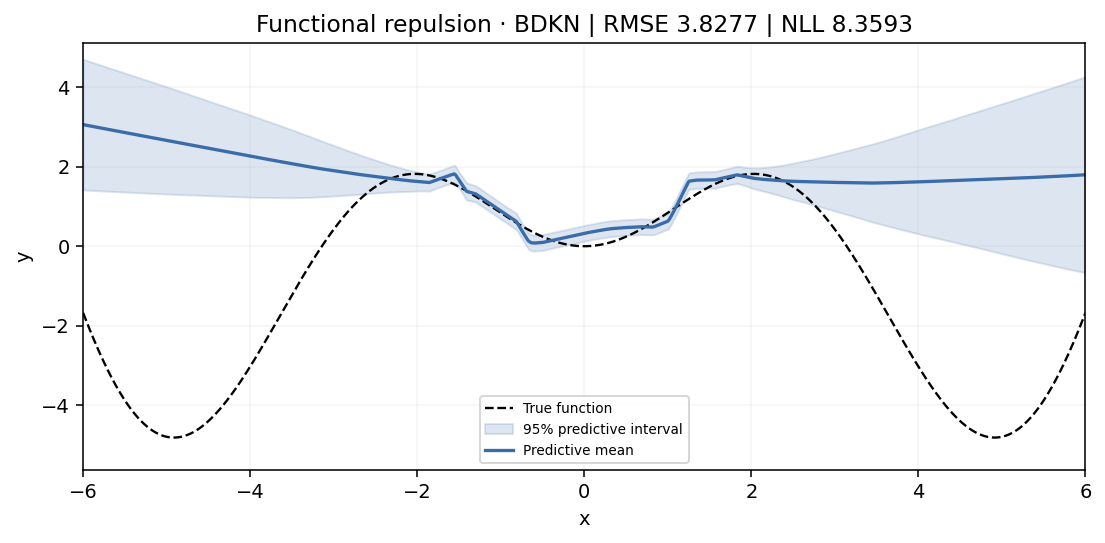 Functional repulsion · BDKN | RMSE 3.8277 | NLL 8.3593
y
4
2
0
−2
−4
True function
95% predictive interval
Predictive mean
−6 −4 −2 0 2 4 6
x